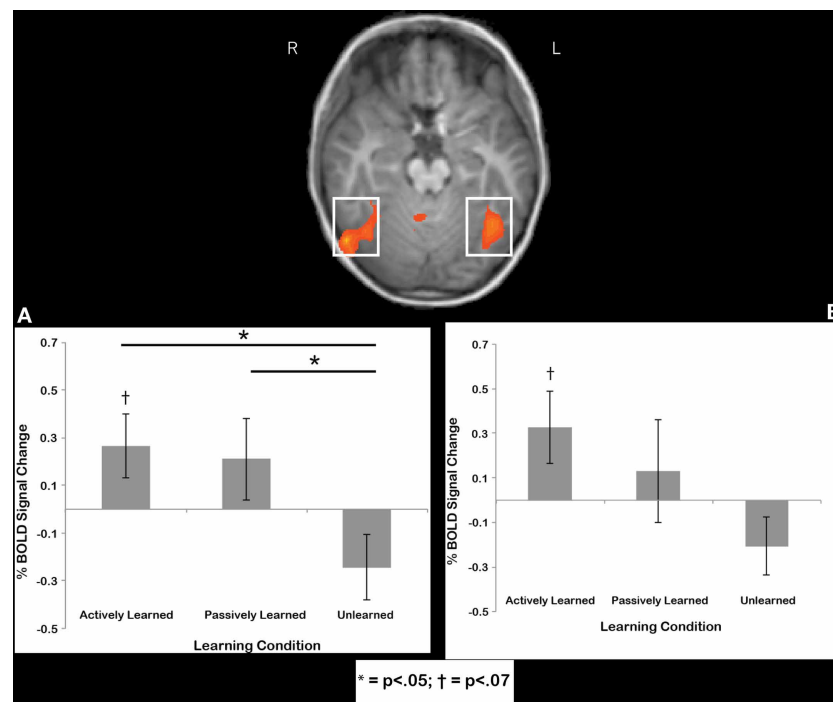 R
L
A
B
0.7
0.5
0.3
0.1
-0.1
-0.3
-0.5
% BOLD Signal Change
*
*
†
Actively Learned
Passively Learned
Unlearned
Learning Condition
0.7
0.5
0.3
0.1
-0.1
-0.3
-0.5
% BOLD Signal Change
†
Actively Learned
Passively Learned
Unlearned
Learning Condition
* = p<.05; † = p<.07